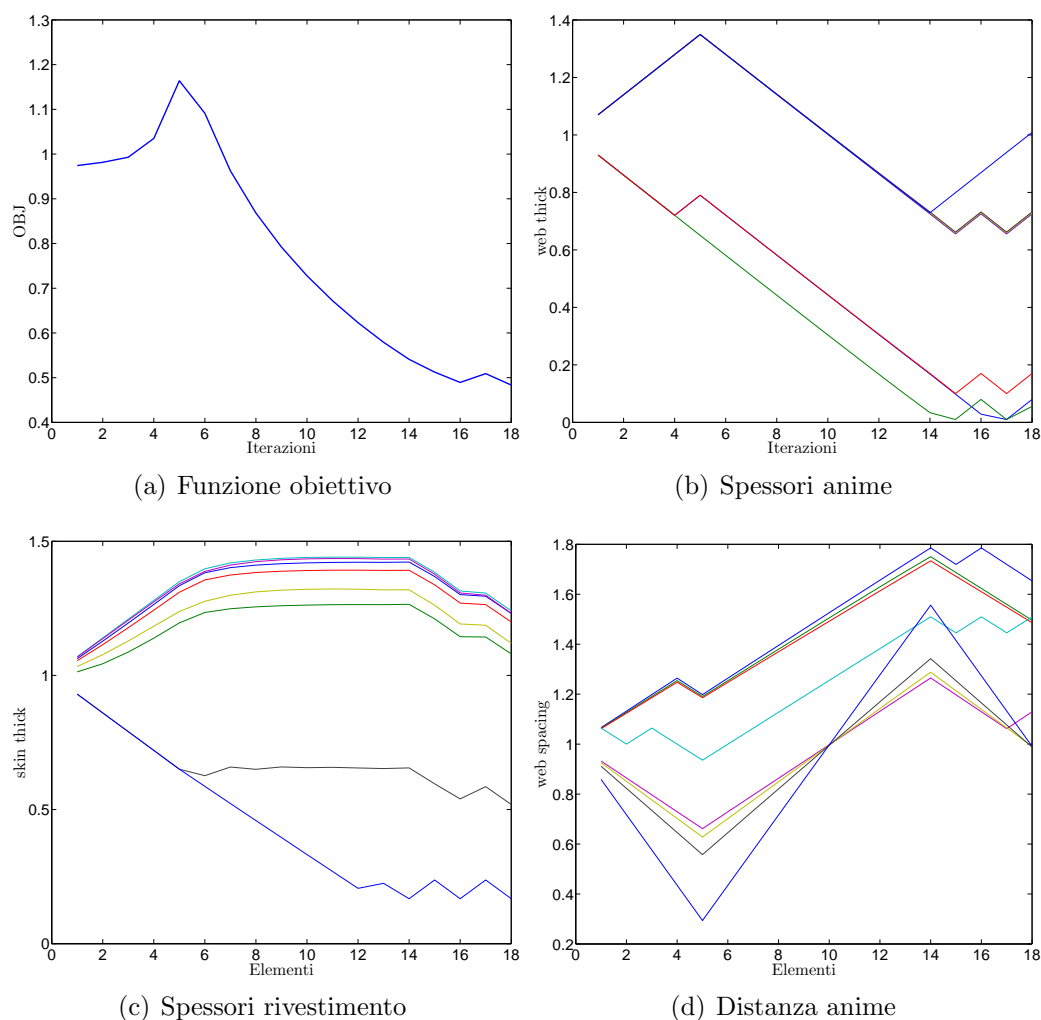 1.3
1.2
1.1
1
0.9
0.8
0.7
0.6
0.5
0.4
OBJ
0 2 4 6 8 10 12 14 16 18
Iterazioni
(a) Funzione obiettivo
1.4
1.2
1
0.8
0.6
0.4
0.2
0
web thick
0 2 4 6 8 10 12 14 16 18
Iterazioni
(b) Spessori anime
1.5
1
0.5
0
skin thick
0 2 4 6 8 10 12 14 16 18
Elementi
(c) Spessori rivestimento
1.8
1.6
1.4
1.2
1
0.8
0.6
0.4
0.2
web spacing
0 2 4 6 8 10 12 14 16 18
Elementi
(d) Distanza anime